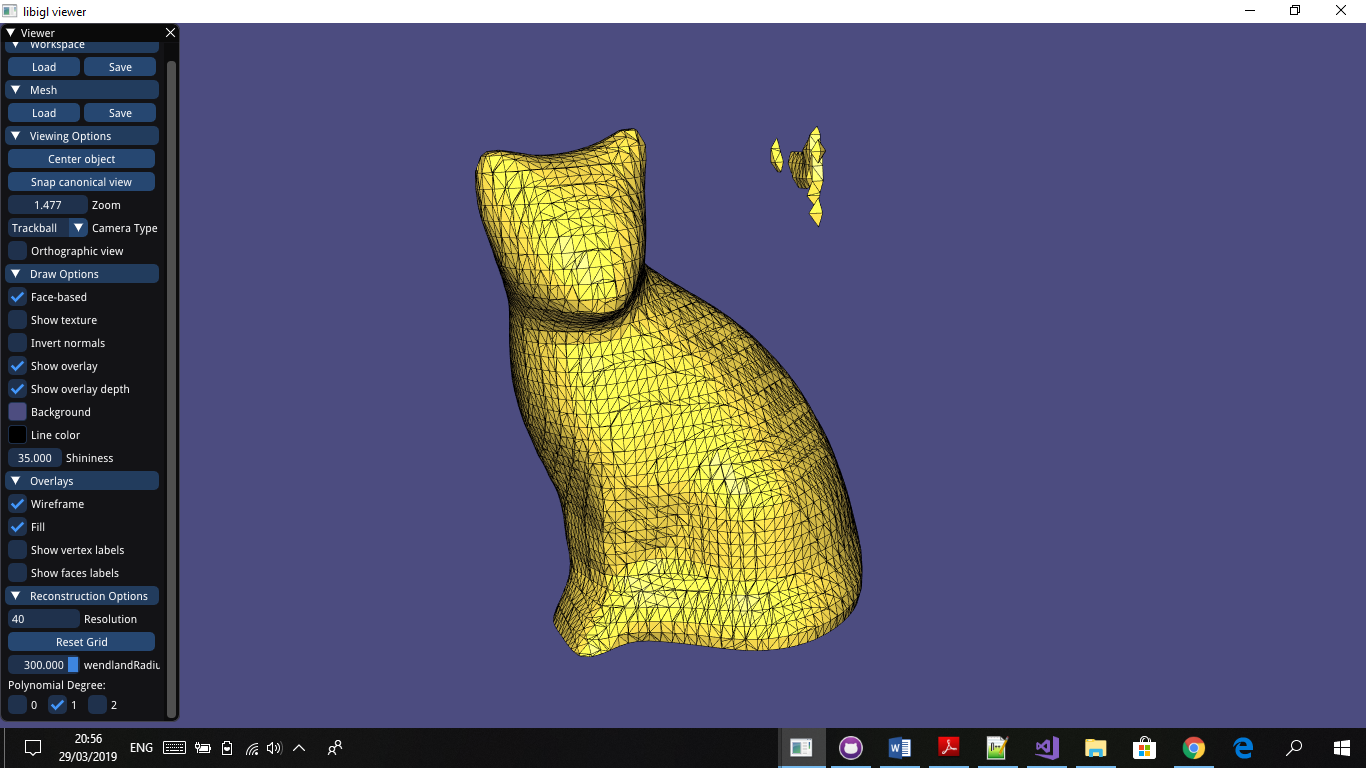 libigl viewer
Viewer
Workspace
Load Save
Mesh
Load Save
Viewing Options
Center object
Snap canonical view
1.477 Zoom
Trackball Camera Type
Orthographic view
Draw Options
Face-based
Show texture
Invert normals
Show overlay
Show overlay depth
Background
Line color
35.000 Shininess
Overlays
Wireframe
Fill
Show vertex labels
Show faces labels
Reconstruction Options
40 Resolution
Reset Grid
300.000 wendlandRadiu
Polynomial Degree:
0 1 2
20:56
29/03/2019
ENG